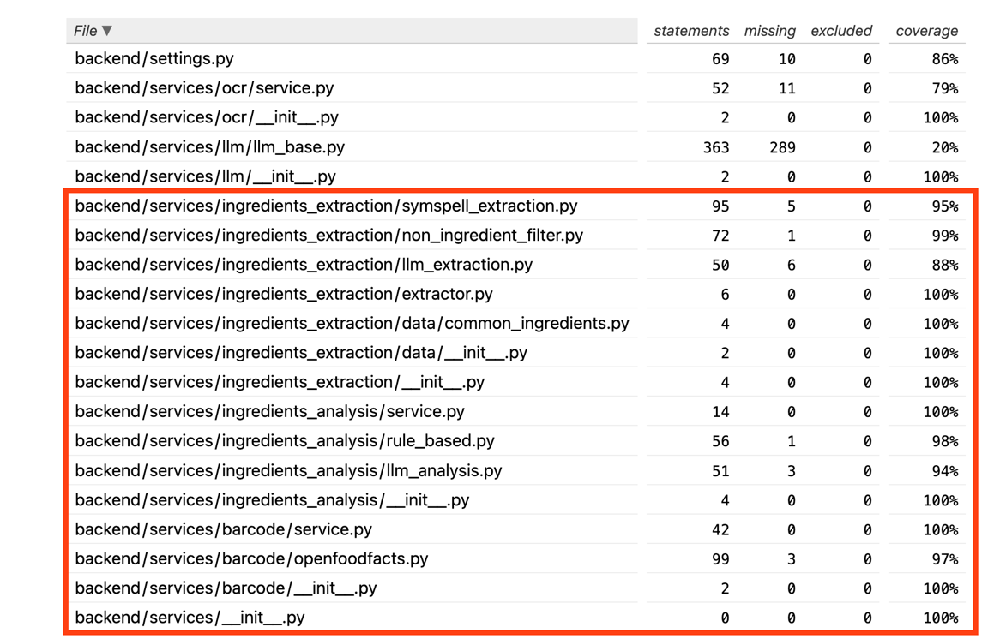 File ▼ statements missing excluded coverage
backend/settings.py 69 10 0 86%
backend/services/ocr/service.py 52 11 0 79%
backend/services/ocr/__init__.py 2 0 0 100%
backend/services/llm/llm_base.py 363 289 0 20%
backend/services/llm/__init__.py 2 0 0 100%
backend/services/ingredients_extraction/symspell_extraction.py 95 5 0 95%
backend/services/ingredients_extraction/non_ingredient_filter.py 72 1 0 99%
backend/services/ingredients_extraction/llm_extraction.py 50 6 0 88%
backend/services/ingredients_extraction/extractor.py 6 0 0 100%
backend/services/ingredients_extraction/data/common_ingredients.py 4 0 0 100%
backend/services/ingredients_extraction/data/__init__.py 2 0 0 100%
backend/services/ingredients_extraction/__init__.py 4 0 0 100%
backend/services/ingredients_analysis/service.py 14 0 0 100%
backend/services/ingredients_analysis/rule_based.py 56 1 0 98%
backend/services/ingredients_analysis/llm_analysis.py 51 3 0 94%
backend/services/ingredients_analysis/__init__.py 4 0 0 100%
backend/services/barcode/service.py 42 0 0 100%
backend/services/barcode/openfoodfacts.py 99 3 0 97%
backend/services/barcode/__init__.py 2 0 0 100%
backend/services/__init__.py 0 0 0 100%